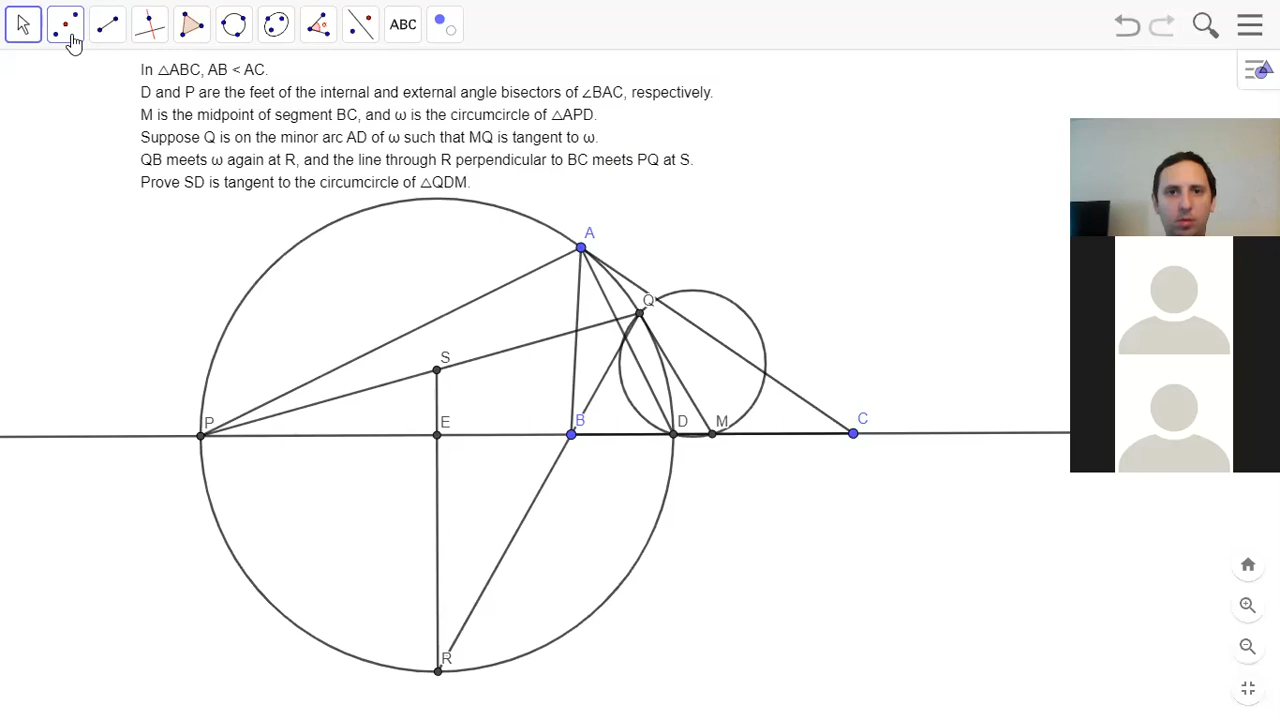 ABC
In △ABC, AB < AC.
D and P are the feet of the internal and external angle bisectors of ∠BAC, respectively.
M is the midpoint of segment BC, and ω is the circumcircle of △APD.
Suppose Q is on the minor arc AD of ω such that MQ is tangent to ω.
QB meets ω again at R, and the line through R perpendicular to BC meets PQ at S.
Prove SD is tangent to the circumcircle of △QDM.
A
Q
S
P
E
B
D
M
C
R